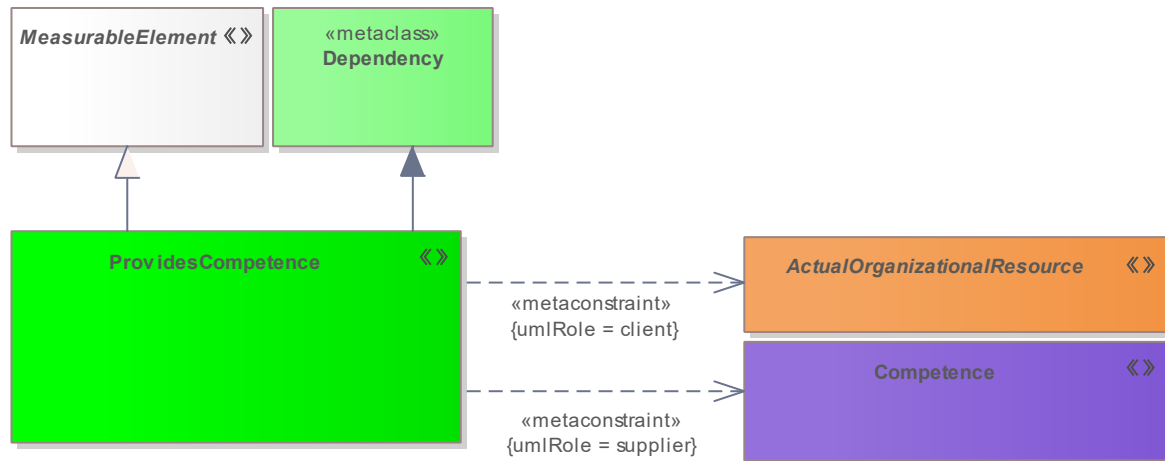 MeasurableElement «»
«metaclass»
Dependency
ProvidesCompetence «»
«metaconstraint»
{umlRole = client}
ActualOrganizationalResource «»
Competence «»
«metaconstraint»
{umlRole = supplier}